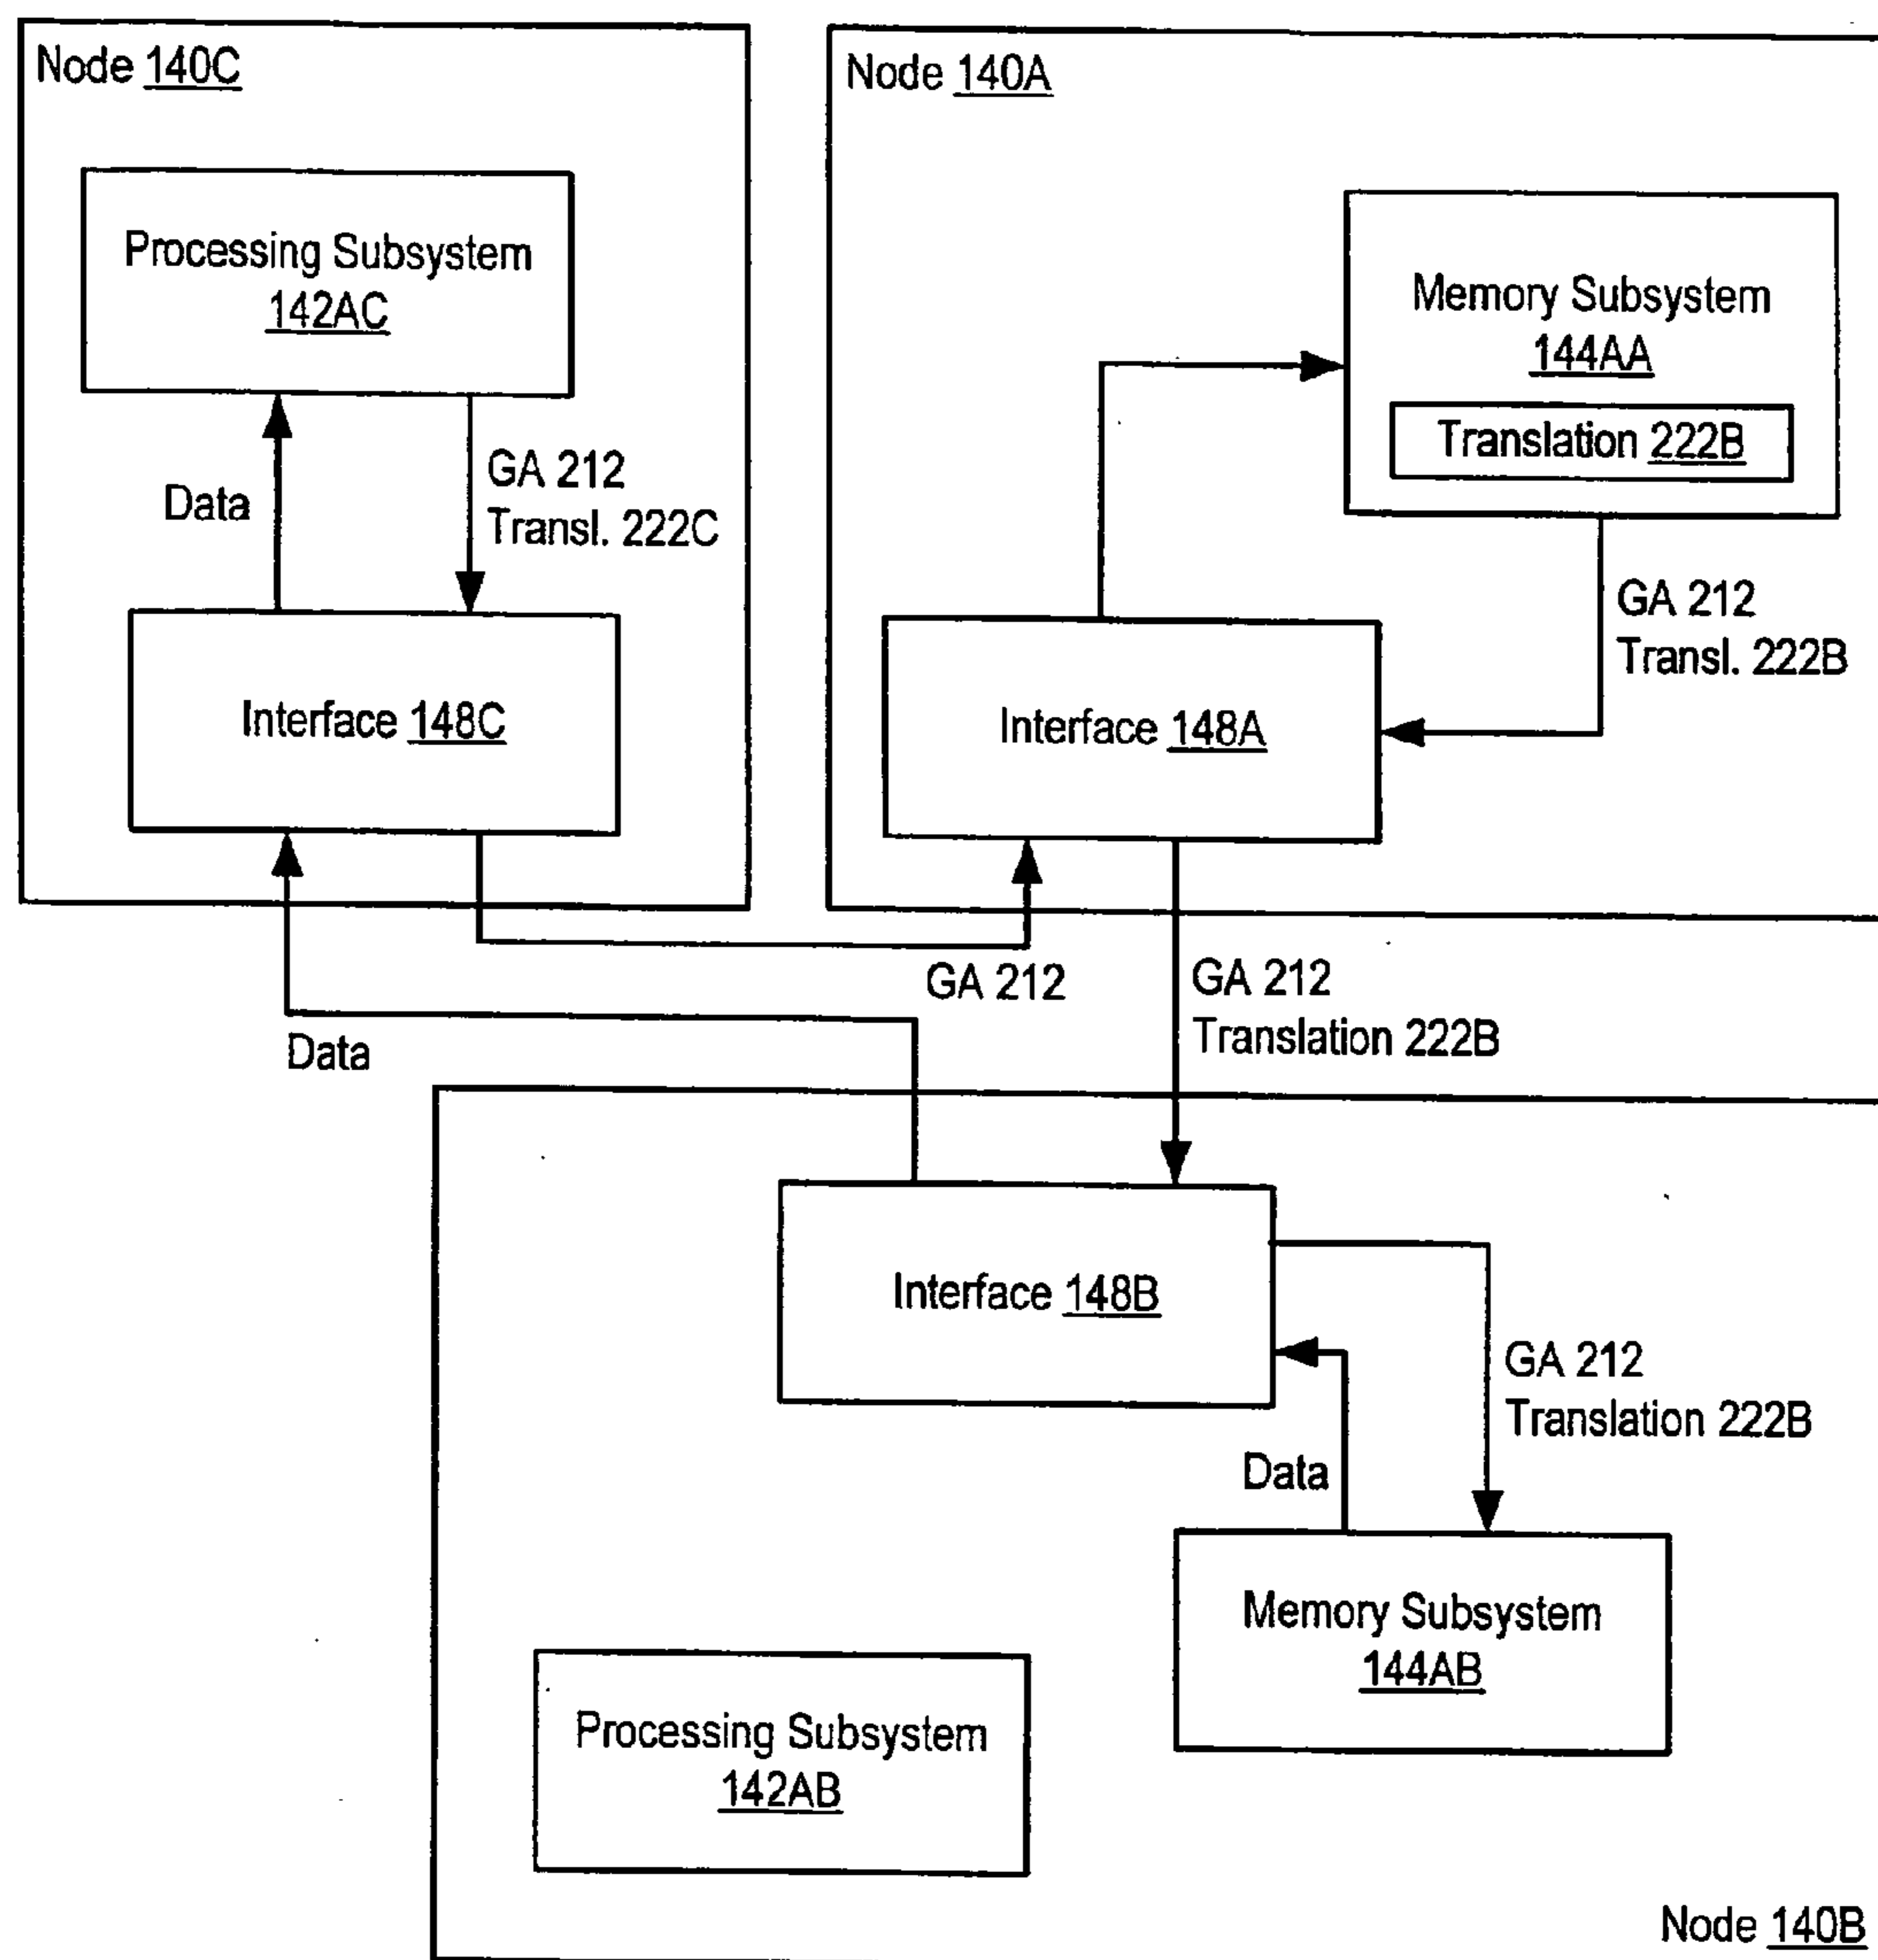 Node 140C
Processing Subsystem
142AC
Data
GA 212
Transl. 222C
Interface 148C
Node 140A
Memory Subsystem
144AA
Translation 222B
GA 212
Transl. 222B
Interface 148A
GA 212
GA 212
Translation 222B
Data
Interface 148B
GA 212
Translation 222B
Data
Memory Subsystem
144AB
Processing Subsystem
142AB
Node 140B